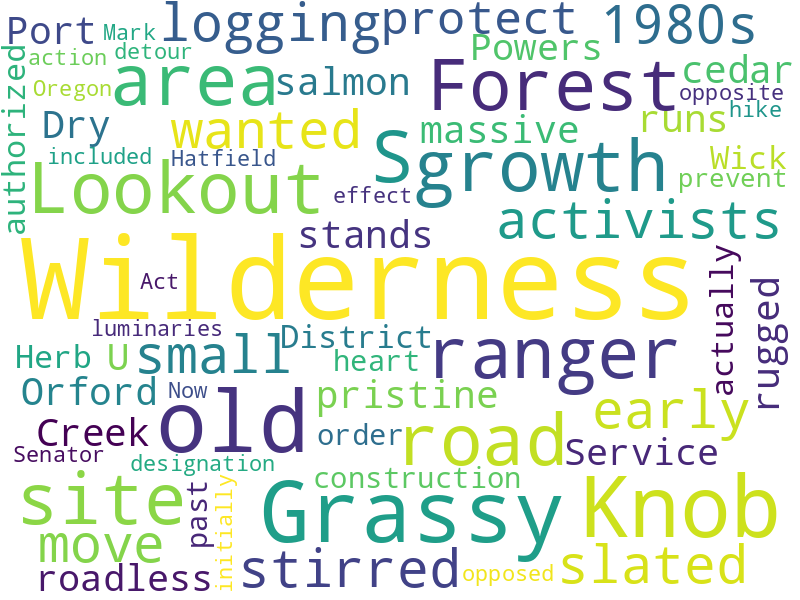 Port Mark logging protect 1980s
action detour Powers
authorized area salmon Forest cedar
Oregon opposite
Dry wanted S massive runs hike
included Hatfield growth Wick
Lookout effect prevent
stands activists
Wilderness
Act actually rugged
luminaries District
Herb U small heart ranger
Orford Now pristine early
Creek old order road Service
Senator designation
site past initially construction Knob
move Grassy
roadless stirred opposed slated